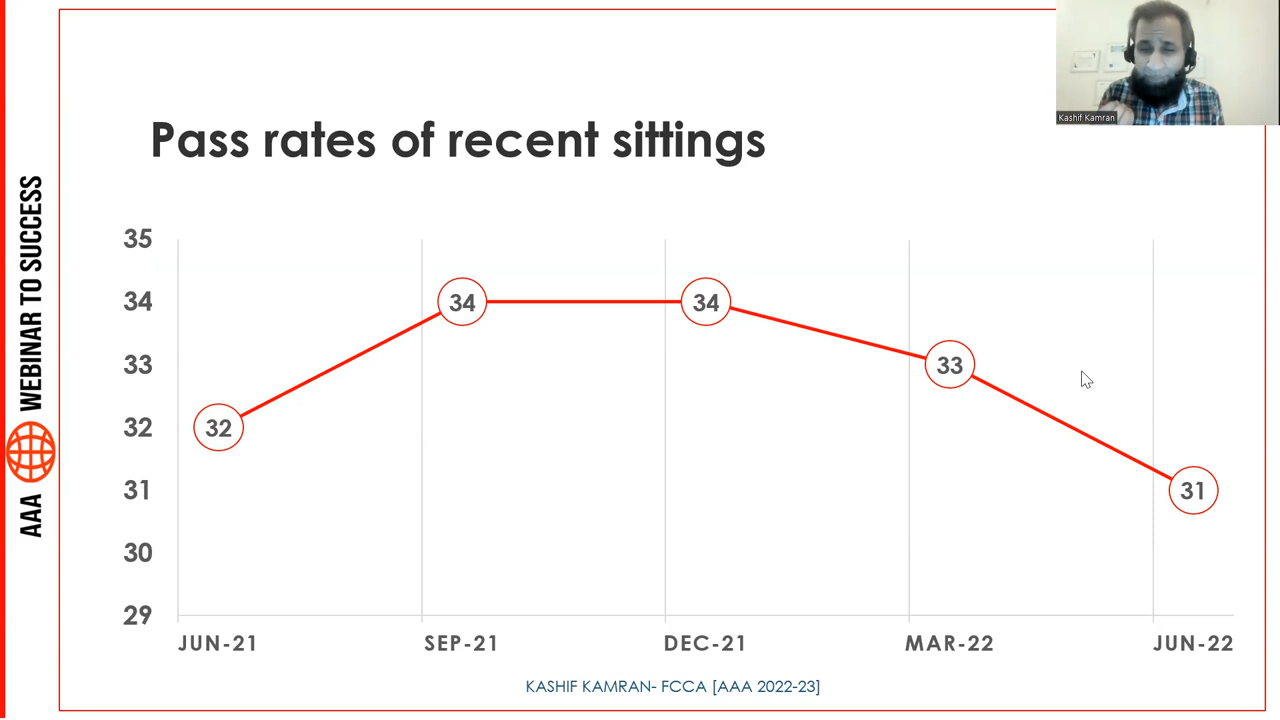 Kashif Kamran
Pass rates of recent sittings
AAA WEBINAR TO SUCCESS
35
34
33
32
31
30
29
32
34
34
33
31
JUN-21
SEP-21
DEC-21
MAR-22
JUN-22
KASHIF KAMRAN- FCCA [AAA 2022-23]